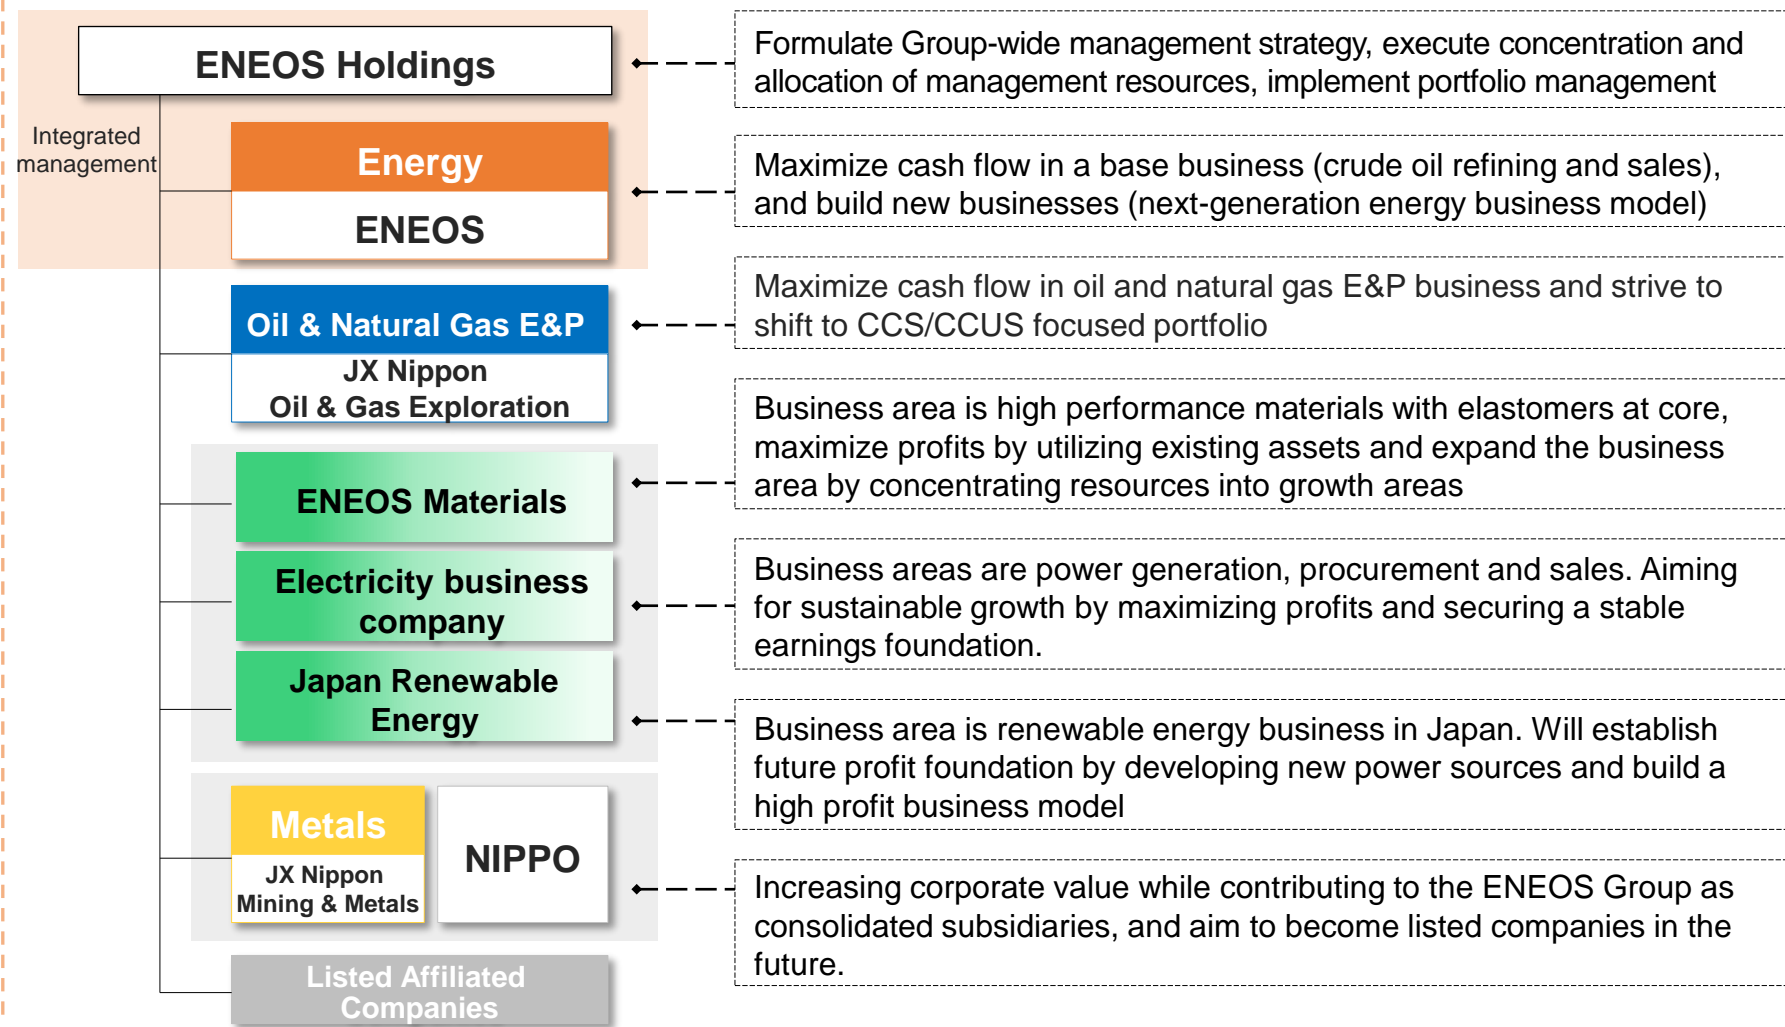 ENEOS Holdings
Formulate Group-wide management strategy, execute concentration and
allocation of management resources, implement portfolio management
Integrated
management
Energy
ENEOS
Maximize cash flow in a base business (crude oil refining and sales),
and build new businesses (next-generation energy business model)
Oil & Natural Gas E&P
JX Nippon
Oil & Gas Exploration
Maximize cash flow in oil and natural gas E&P business and strive to
shift to CCS/CCUS focused portfolio
ENEOS Materials
Business area is high performance materials with elastomers at core,
maximize profits by utilizing existing assets and expand the business
area by concentrating resources into growth areas
Electricity business
company
Business areas are power generation, procurement and sales. Aiming
for sustainable growth by maximizing profits and securing a stable
earnings foundation.
Japan Renewable
Energy
Business area is renewable energy business in Japan. Will establish
future profit foundation by developing new power sources and build a
high profit business model
Metals
JX Nippon
Mining & Metals
NIPPO
Increasing corporate value while contributing to the ENEOS Group as
consolidated subsidiaries, and aim to become listed companies in the
future.
Listed Affiliated
Companies